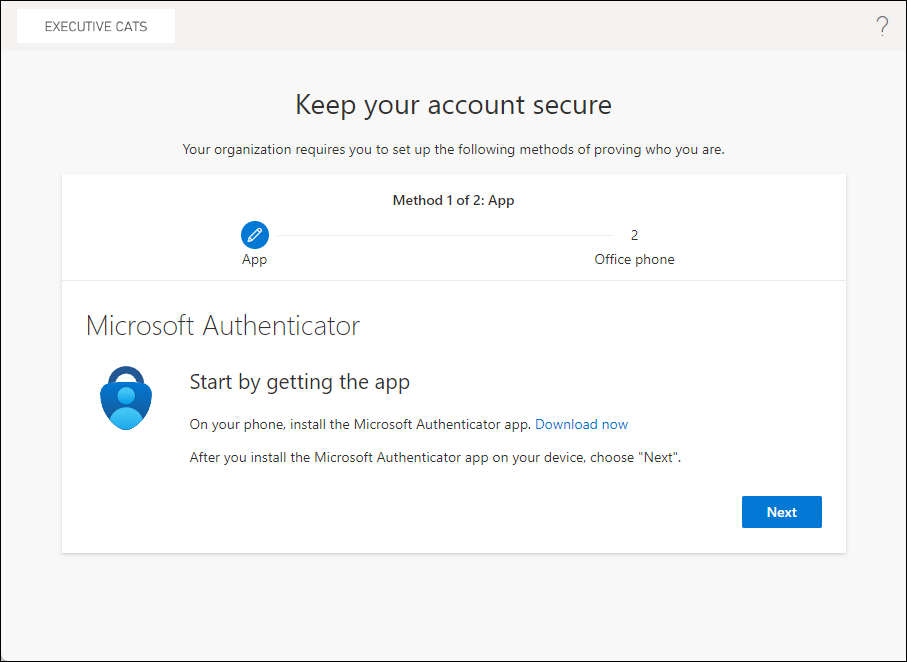 EXECUTIVE CATS
?
Keep your account secure
Your organization requires you to set up the following methods of proving who you are.
Method 1 of 2: App
2
App
Office phone
Microsoft Authenticator
Start by getting the app
On your phone, install the Microsoft Authenticator app. Download now
After you install the Microsoft Authenticator app on your device, choose "Next".
Next